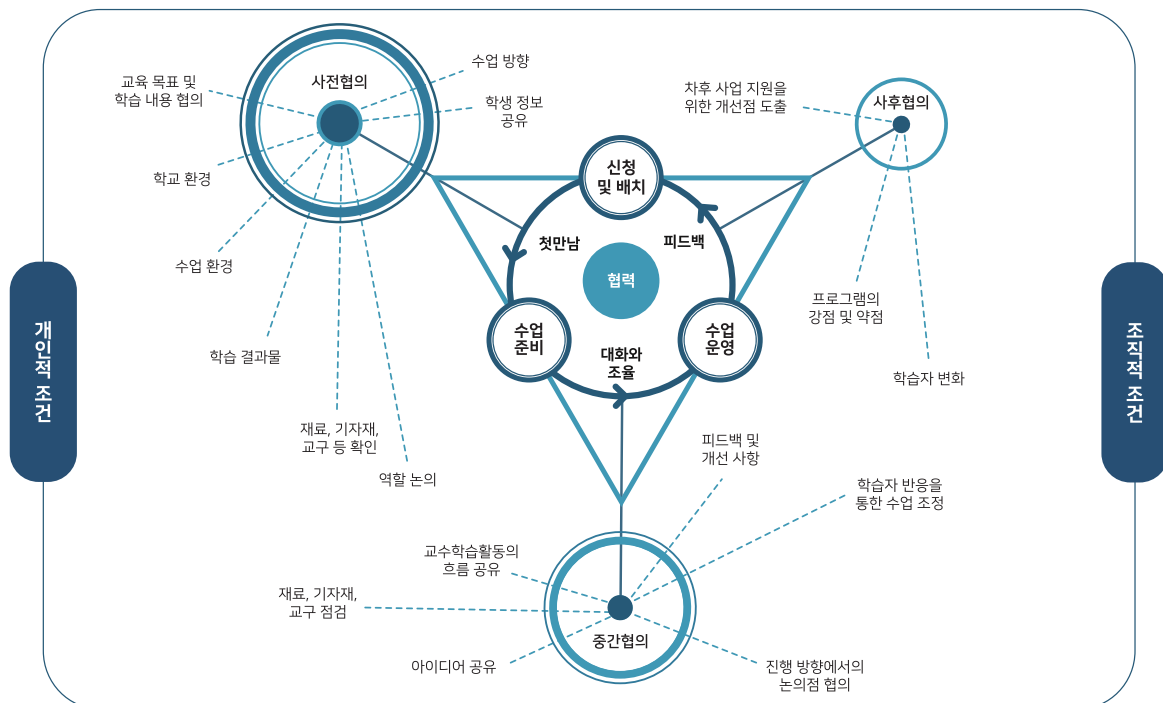 사전협의
교육 목표 및
학습 내용 협의
수업 방향
학생 정보
공유
학교 환경
수업 환경
학습 결과물
재료, 기자재,
교구 등 확인
역할 논의
차후 사업 지원을
위한 개선점 도출
사후협의
프로그램의
강점 및 약점
학습자 변화
신청
및 배치
첫만남
피드백
협력
수업
준비
대화와
조율
수업
운영
개인적 조건
조직적 조건
피드백 및
개선 사항
학습자 반응을
통한 수업 조정
교수학습활동의
흐름 공유
재료, 기자재,
교구 점검
중간협의
아이디어 공유
진행 방향에서의
논의점 협의